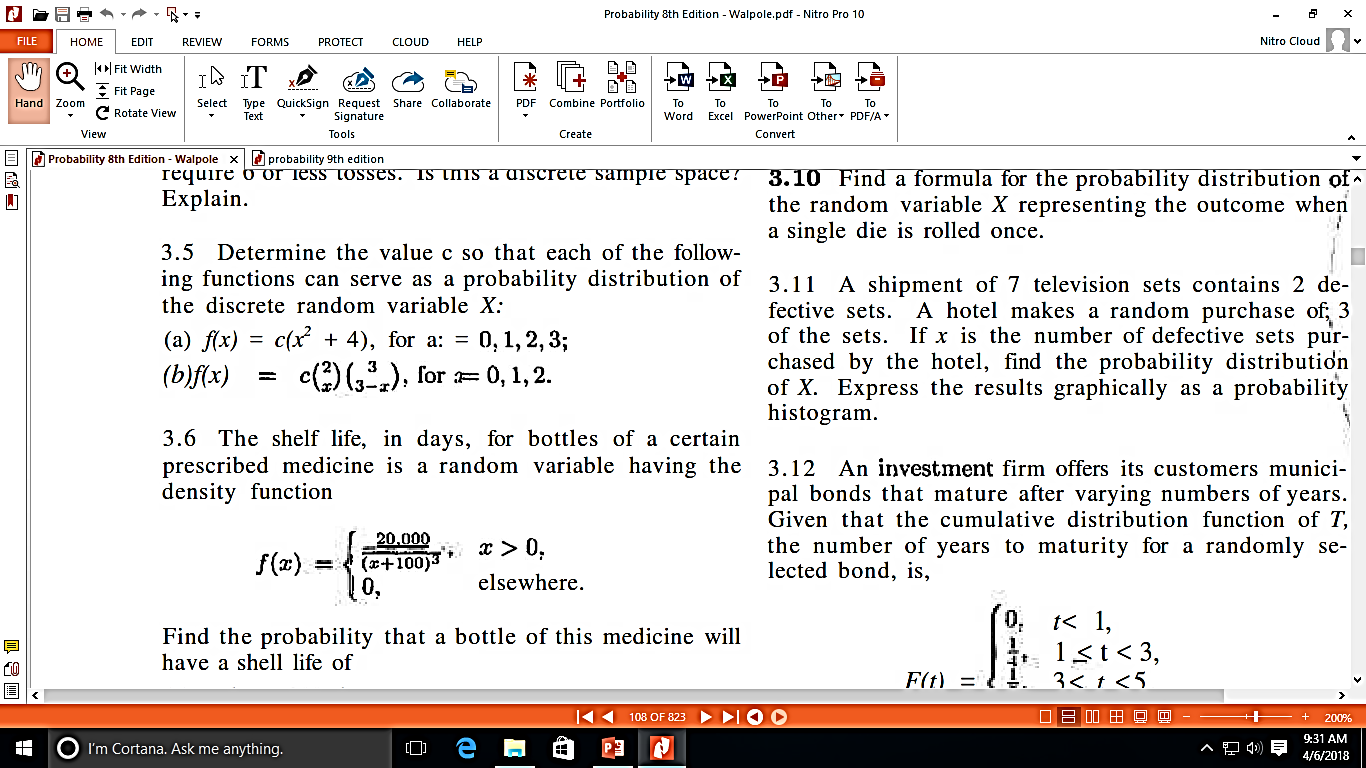 Probability 8th Edition - Walpole.pdf - Nitro Pro 10
FILE HOME EDIT REVIEW FORMS PROTECT CLOUD HELP Nitro Cloud
Hand
Zoom
Fit Width
Fit Page
Rotate View
View
Select
Type Text
QuickSign
Request Signature
Share
Collaborate
Tools
PDF
Combine
Portfolio
Create
To Word
To Excel
To PowerPoint
To Other
To PDF/A
Convert
Probability 8th Edition - Walpole × probability 9th edition
require 6 or less tosses. Is this a discrete sample space?
Explain.
3.5 Determine the value c so that each of the follow-
ing functions can serve as a probability distribution of
the discrete random variable X:
(a) f(x) = c(x² + 4), for a: = 0, 1, 2, 3;
(b)f(x) = c(2 x)(3 3−x), for x= 0, 1, 2.
3.6 The shelf life, in days, for bottles of a certain
prescribed medicine is a random variable having the
density function
f(x) = { 20,000/(x+100)³, x > 0,
0, elsewhere.
Find the probability that a bottle of this medicine will
have a shell life of
3.10 Find a formula for the probability distribution of
the random variable X representing the outcome when
a single die is rolled once.
3.11 A shipment of 7 television sets contains 2 de-
fective sets. A hotel makes a random purchase of; 3
of the sets. If x is the number of defective sets pur-
chased by the hotel, find the probability distribution
of X. Express the results graphically as a probability
histogram.
3.12 An investment firm offers its customers munici-
pal bonds that mature after varying numbers of years.
Given that the cumulative distribution function of T,
the number of years to maturity for a randomly se-
lected bond, is,
0, t< 1,
1/4, 1 ≤ t < 3,
F(t) = { 3< t <5
108 OF 823
200%
I'm Cortana. Ask me anything.
9:31 AM
4/6/2018